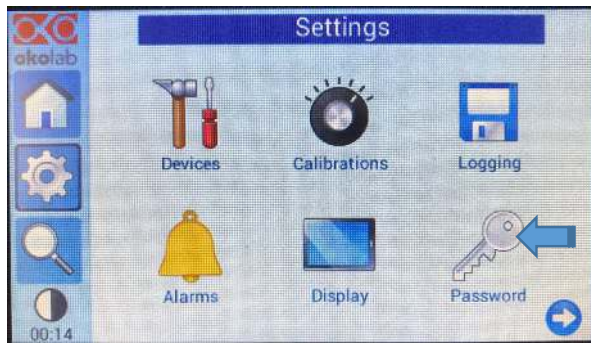 Settings
okolab
Devices
Calibrations
Logging
Alarms
Display
Password
00:14